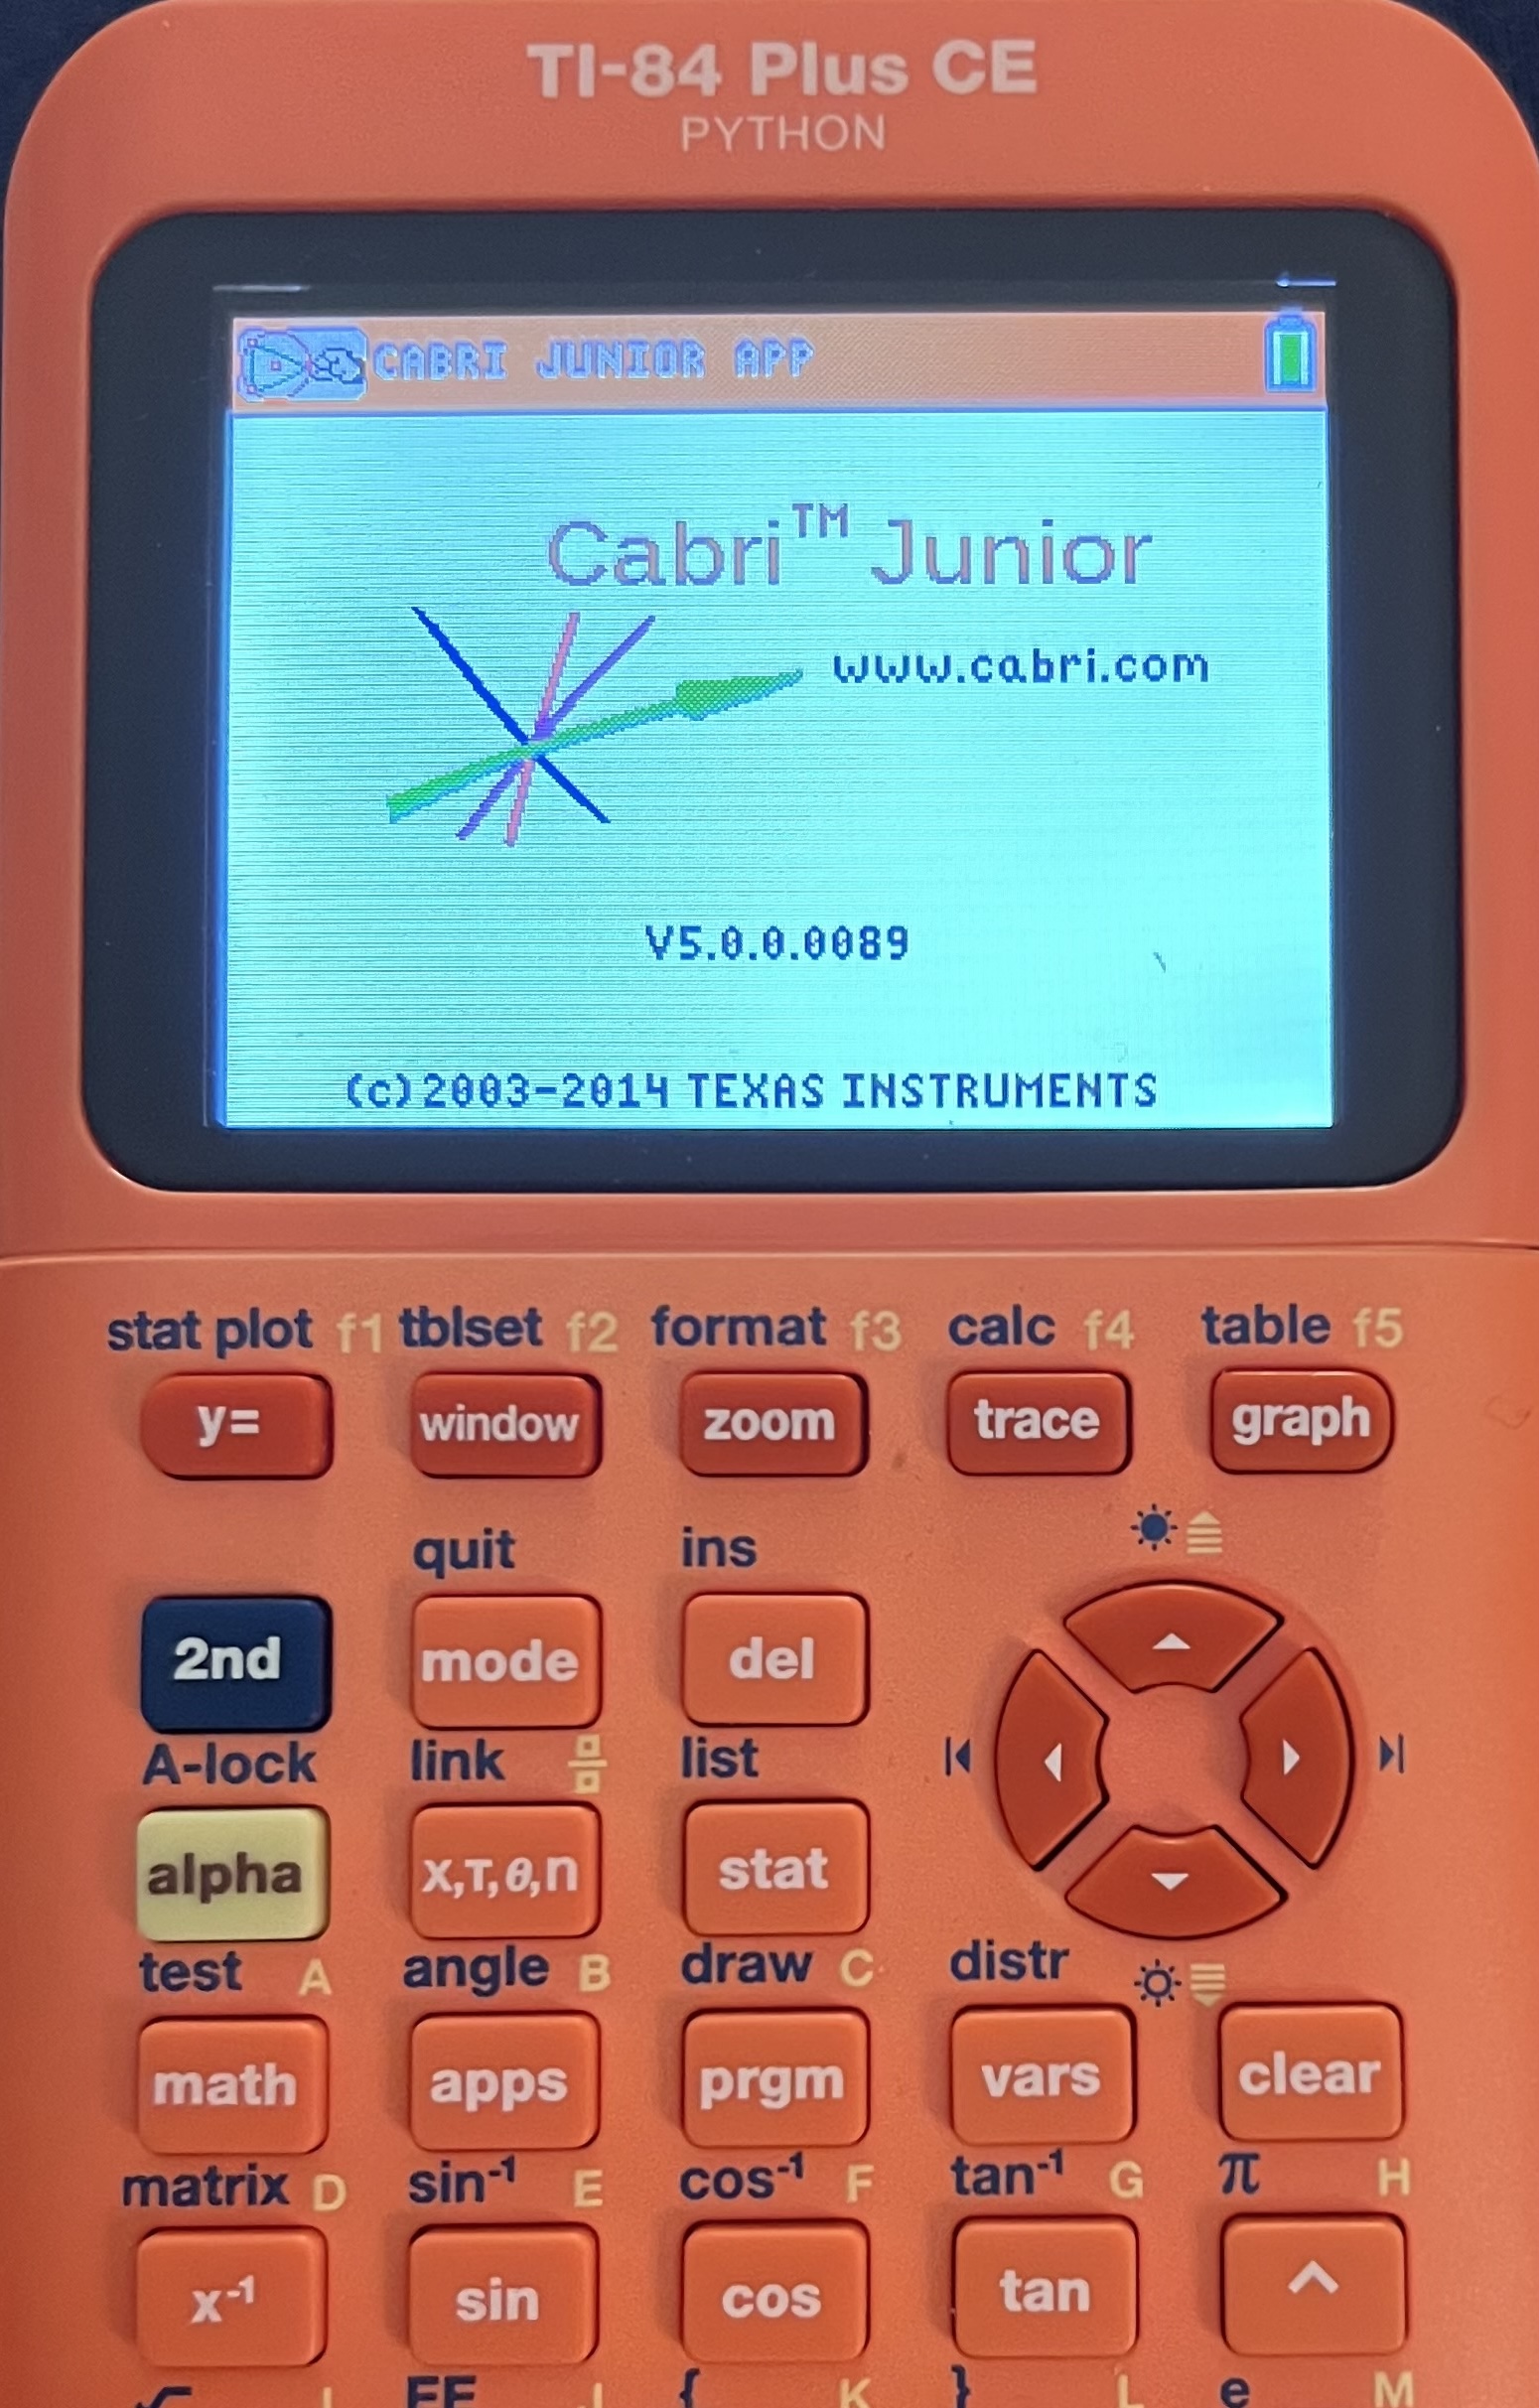 TI-84 Plus CE
PYTHON
CABRI JUNIOR APP
Cabri™ Junior
www.cabri.com
V5.0.0.0089
(c)2003-2014 TEXAS INSTRUMENTS
stat plot f1 tblset f2 format f3 calc f4 table f5
y= window zoom trace graph
quit ins
2nd mode del
A-lock link list
alpha X,T,θ,n stat
test A angle B draw C distr
math apps prgm vars clear
matrix D sin⁻¹ E cos⁻¹ F tan⁻¹ G π H
x⁻¹ sin cos tan ^
EE J { K } L e M